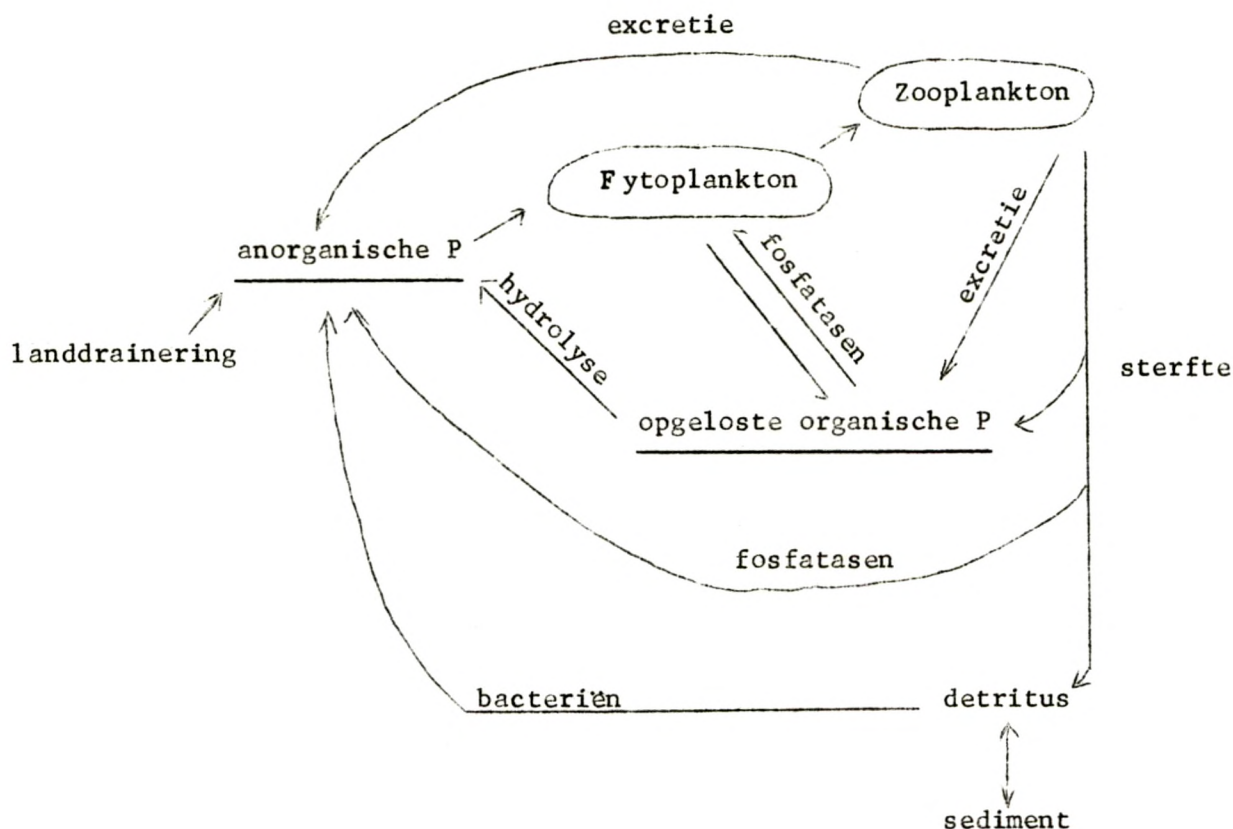 excretie
Zooplankton
Fytoplankton
fosfatasen
excretie
anorganische P
hydrolyse
landdrainering
sterfte
opgeloste organische P
fosfatasen
bacteriën
detritus
sediment